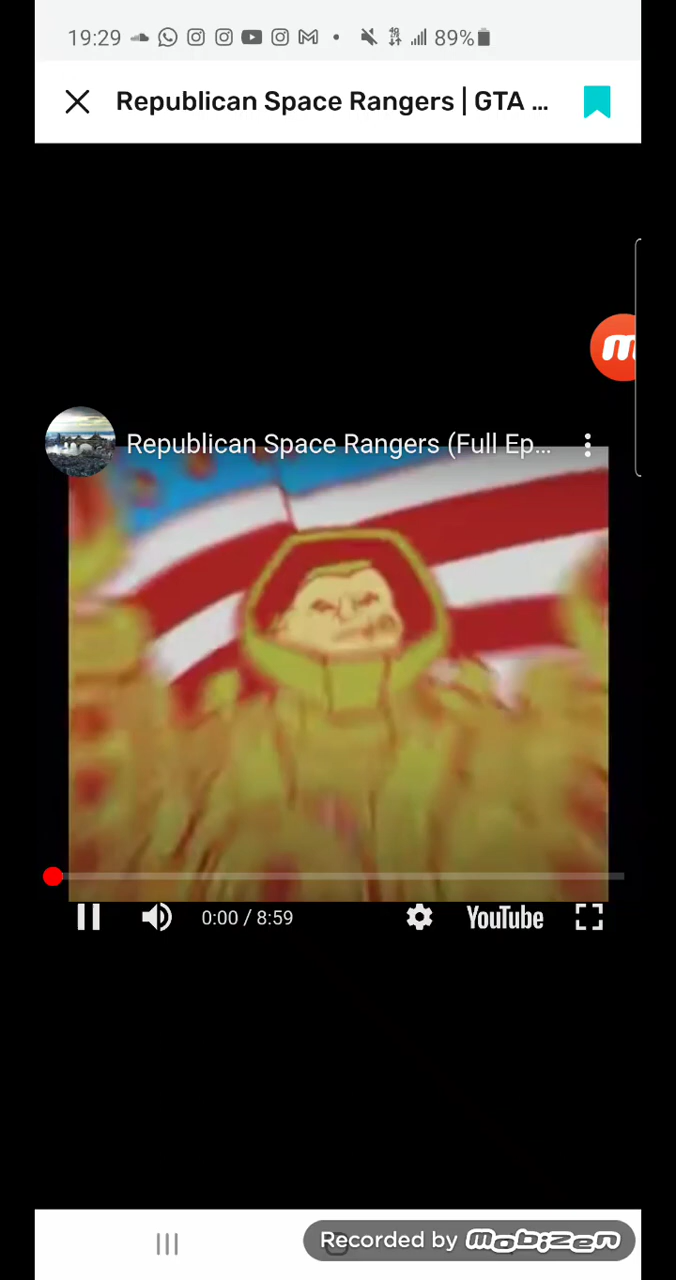 19:29 89%
Republican Space Rangers | GTA ...
Republican Space Rangers (Full Ep...
0:00 / 8:59 YouTube
Recorded by mobizen